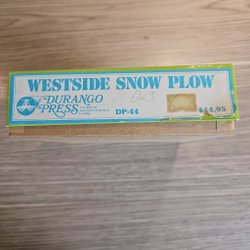 WESTSIDE SNOW PLOW
DURANGO
PRESS
DP-44
$44.95